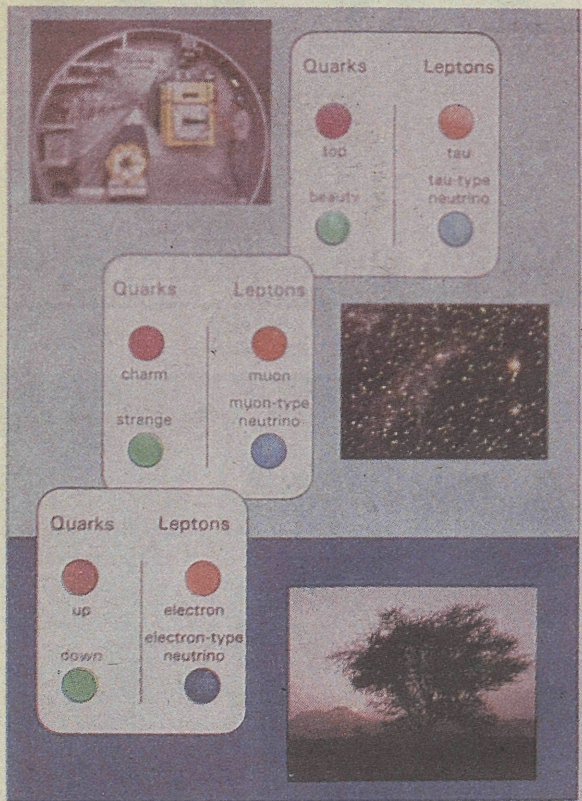 Quarks Leptons
top tau
beauty tau-type
neutrino
Quarks Leptons
charm muon
strange muon-type
neutrino
Quarks Leptons
up electron
down electron-type
neutrino